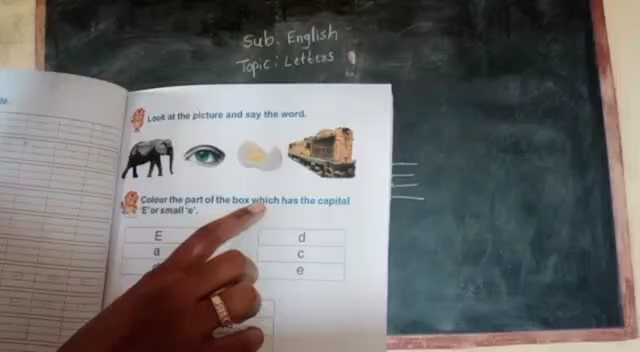 Sub: English
Topic: Letters
Look at the picture and say the word.
Colour the part of the box which has the capital
'E' or small 'e'.
E
a
d
c
e
E